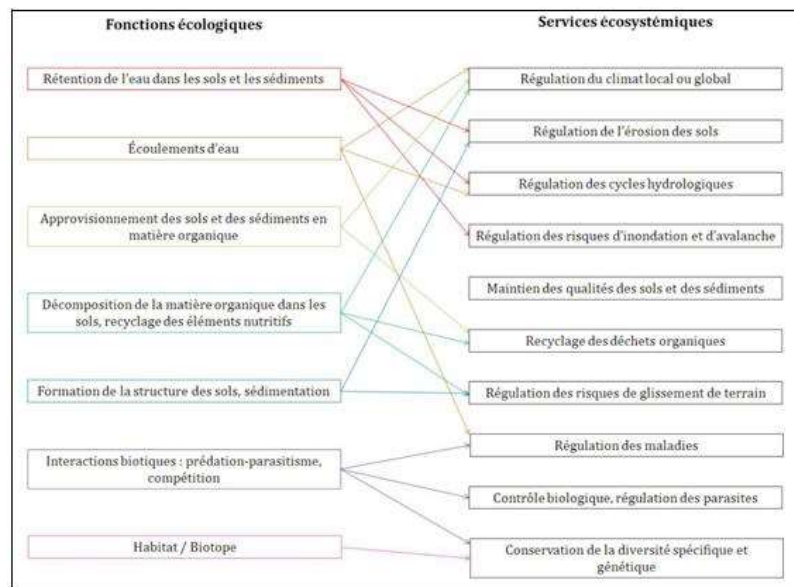 Fonctions écologiques
Services écosystémiques
Rétention de l'eau dans les sols et les sédiments
Écoulements d'eau
Approvisionnement des sols et des sédiments en
matière organique
Décomposition de la matière organique dans les
sols, recyclage des éléments nutritifs
Formation de la structure des sols, sédimentation
Interactions biotiques : prédation-parasitisme,
compétition
Habitat / Biotope
Régulation du climat local ou global
Régulation de l'érosion des sols
Régulation des cycles hydrologiques
Régulation des risques d'inondation et d'avalanche
Maintien des qualités des sols et des sédiments
Recyclage des déchets organiques
Régulation des risques de glissement de terrain
Régulation des maladies
Contrôle biologique, régulation des parasites
Conservation de la diversité spécifique et
génétique